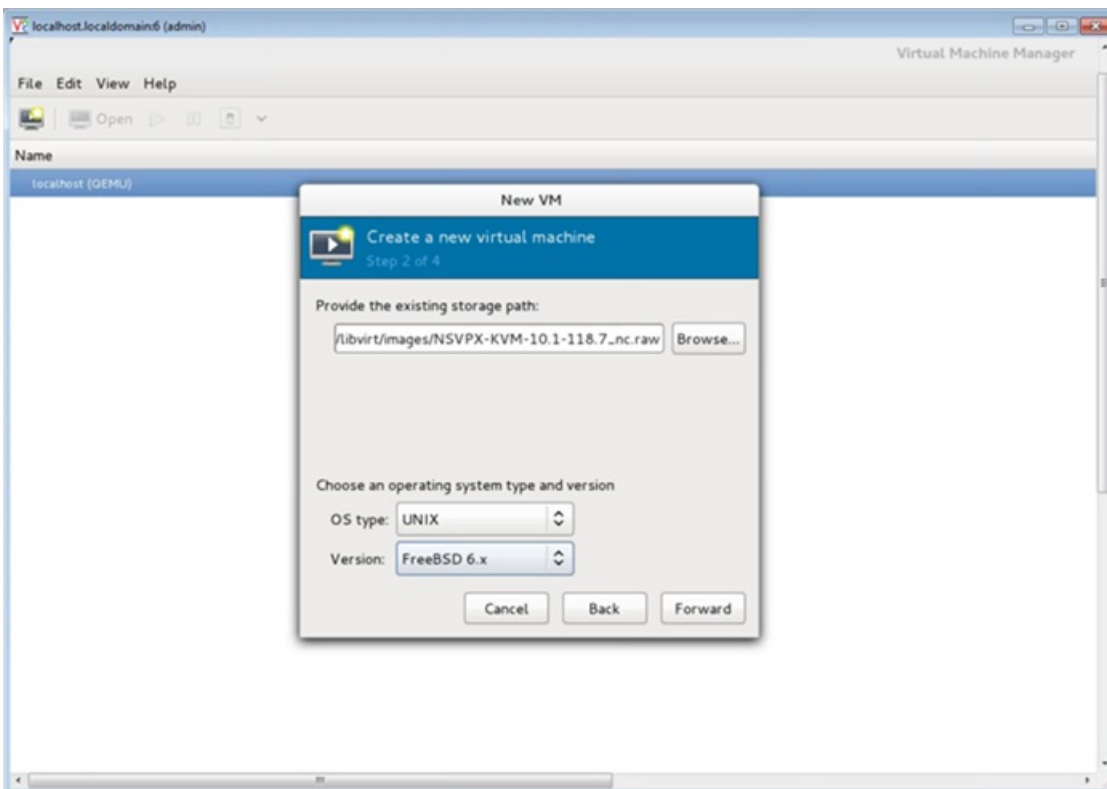 localhost.localdomain:6 (admin)
Virtual Machine Manager
File Edit View Help
Open
Name
localhost (QEMU)
New VM
Create a new virtual machine
Step 2 of 4
Provide the existing storage path:
/libvirt/images/NSVPX-KVM-10.1-118.7_nc.raw Browse...
Choose an operating system type and version
OS type: UNIX
Version: FreeBSD 6.x
Cancel Back Forward